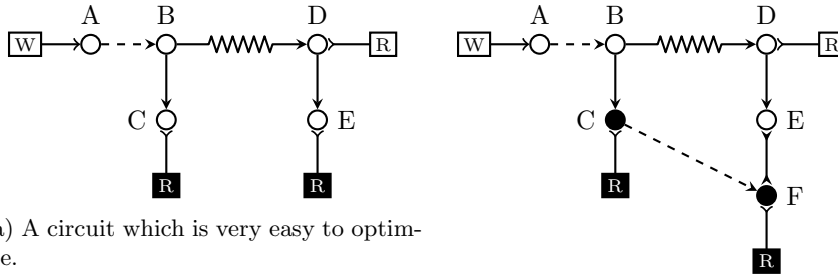 A B D A B D
W R W R
C E C E
R R R F
a) A circuit which is very easy to optim-
e.
R